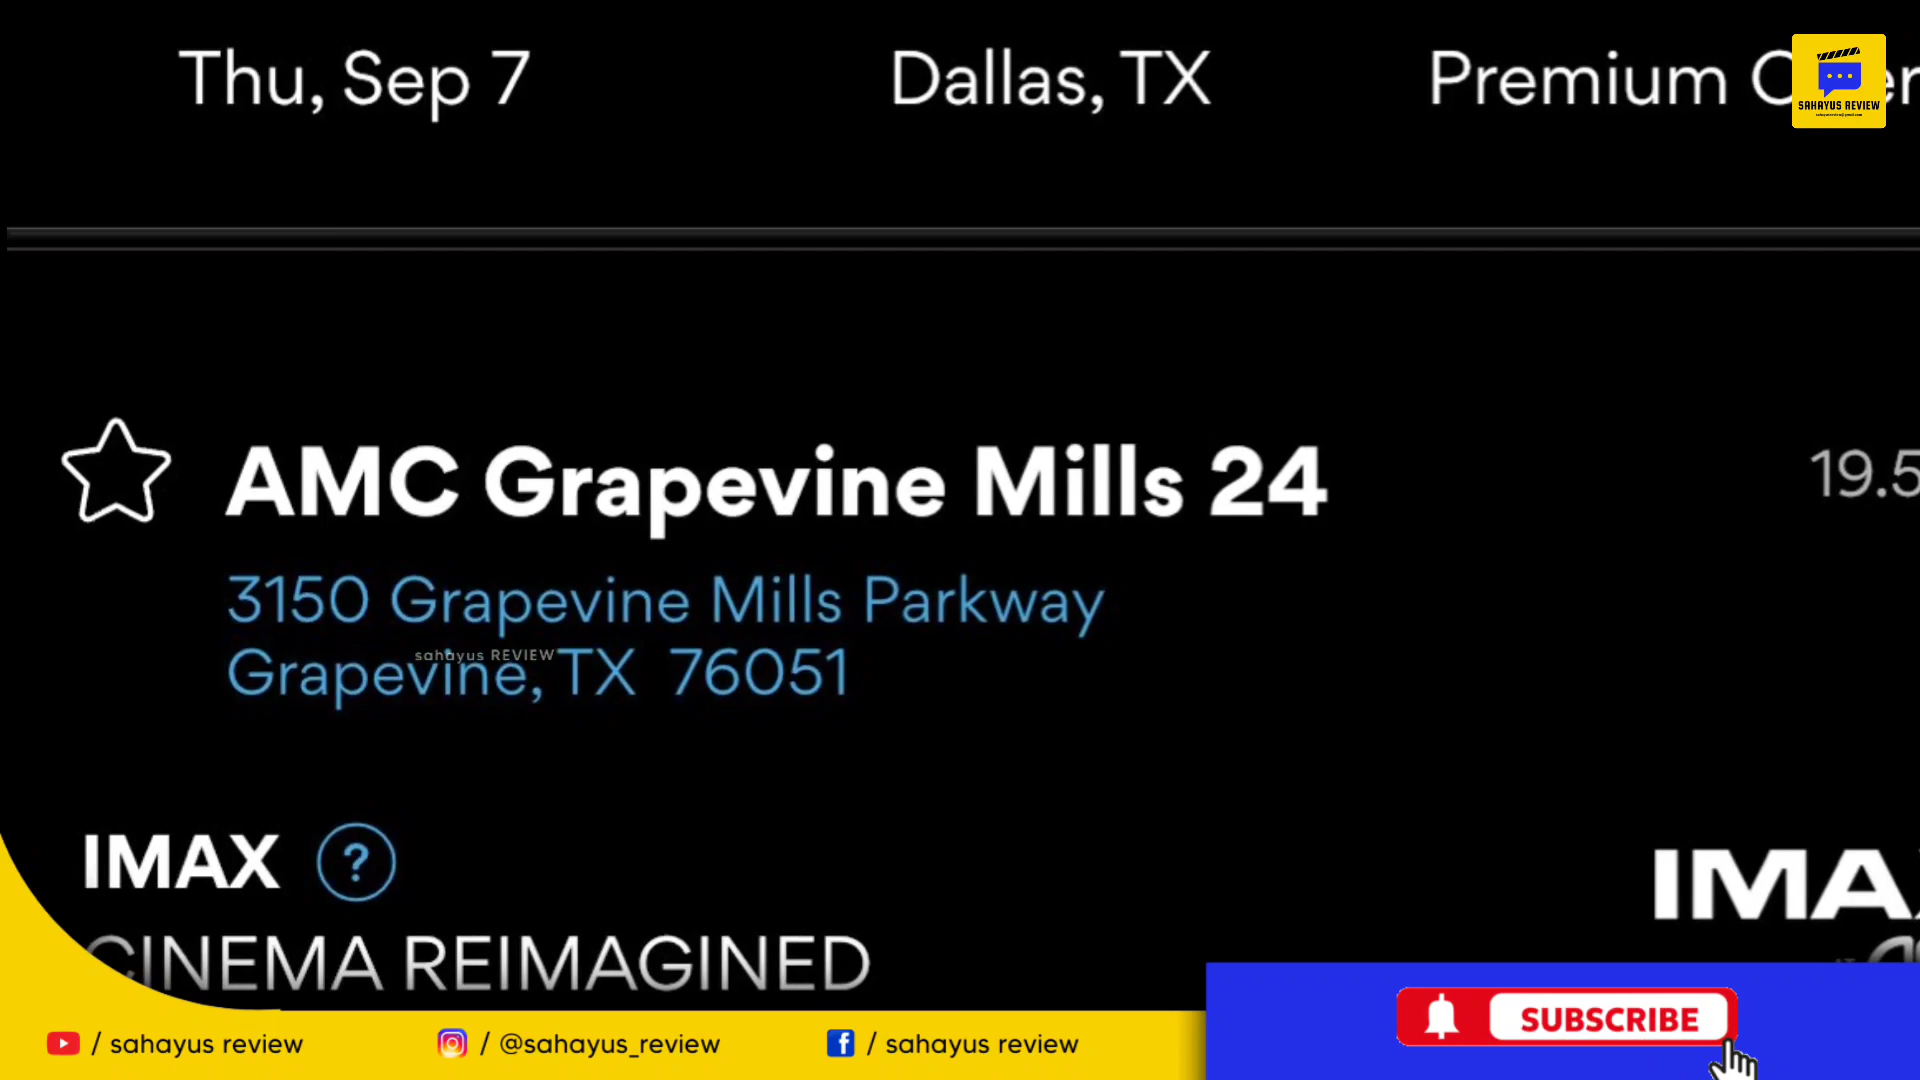 Thu, Sep 7
Dallas, TX
Premium
SAHAYUS REVIEW
AMC Grapevine Mills 24
19.5
3150 Grapevine Mills Parkway
sahayus REVIEW
Grapevine, TX 76051
IMAX ?
IMAX
CINEMA REIMAGINED
SUBSCRIBE
/ sahayus review
/ @sahayus_review
/ sahayus review